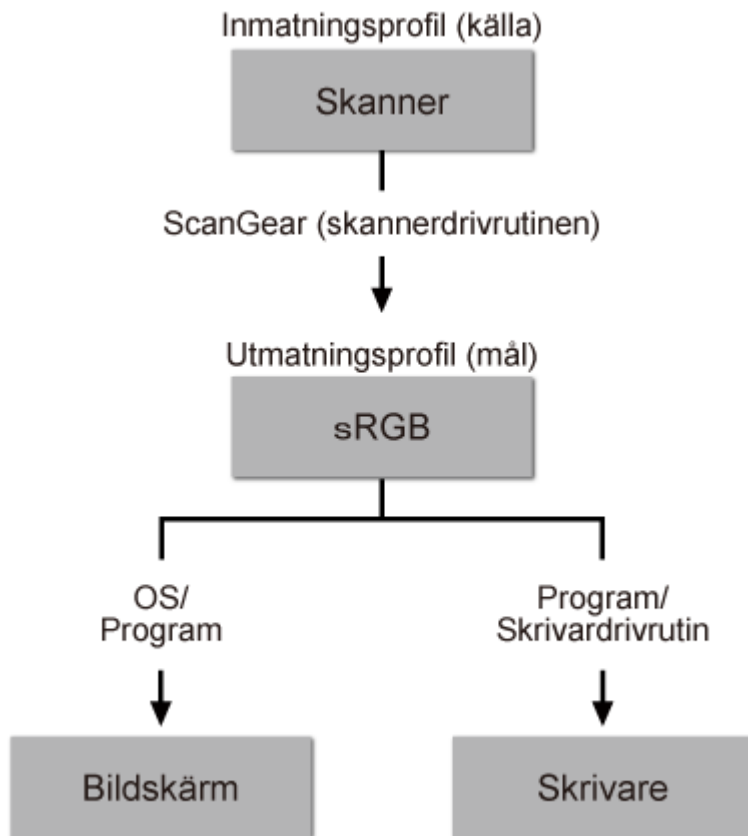 Inmatningsprofil (källa)
Skanner
ScanGear (skannerdrivrutinen)
Utmatningsprofil (mål)
sRGB
OS/
Program
Program/
Skrivardrivrutin
Bildskärm
Skrivare